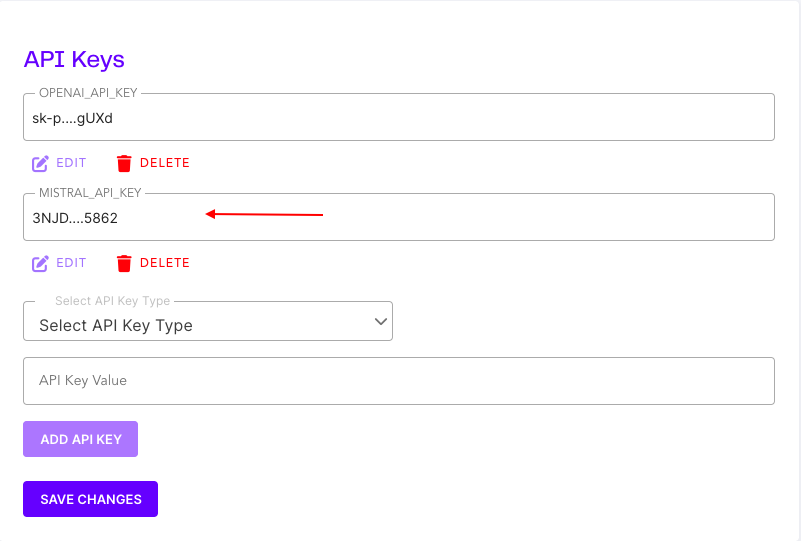 API Keys
OPENAI_API_KEY
sk-p....gUXd
EDIT DELETE
MISTRAL_API_KEY
3NJD....5862
EDIT DELETE
Select API Key Type
Select API Key Type
API Key Value
ADD API KEY
SAVE CHANGES